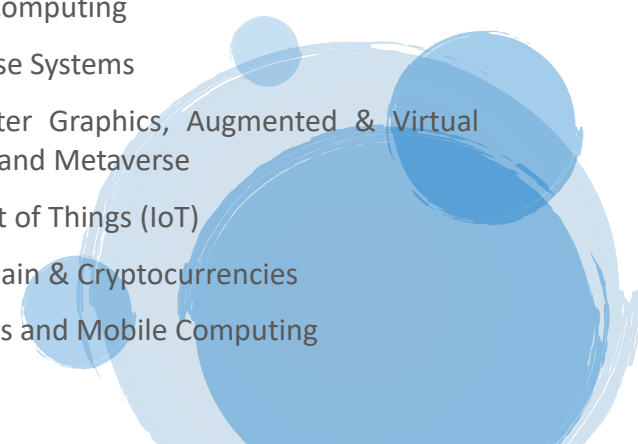 omputing
se Systems
ter Graphics, Augmented & Virtual
and Metaverse
t of Things (IoT)
ain & Cryptocurrencies
s and Mobile Computing